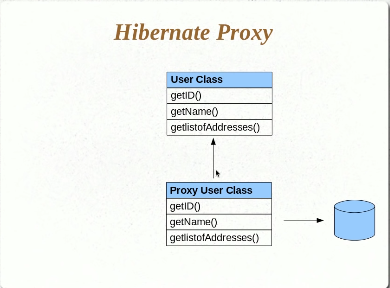 Hibernate Proxy
User Class
getID()
getName()
getlistofAddresses()
Proxy User Class
getID()
getName()
getlistofAddresses()